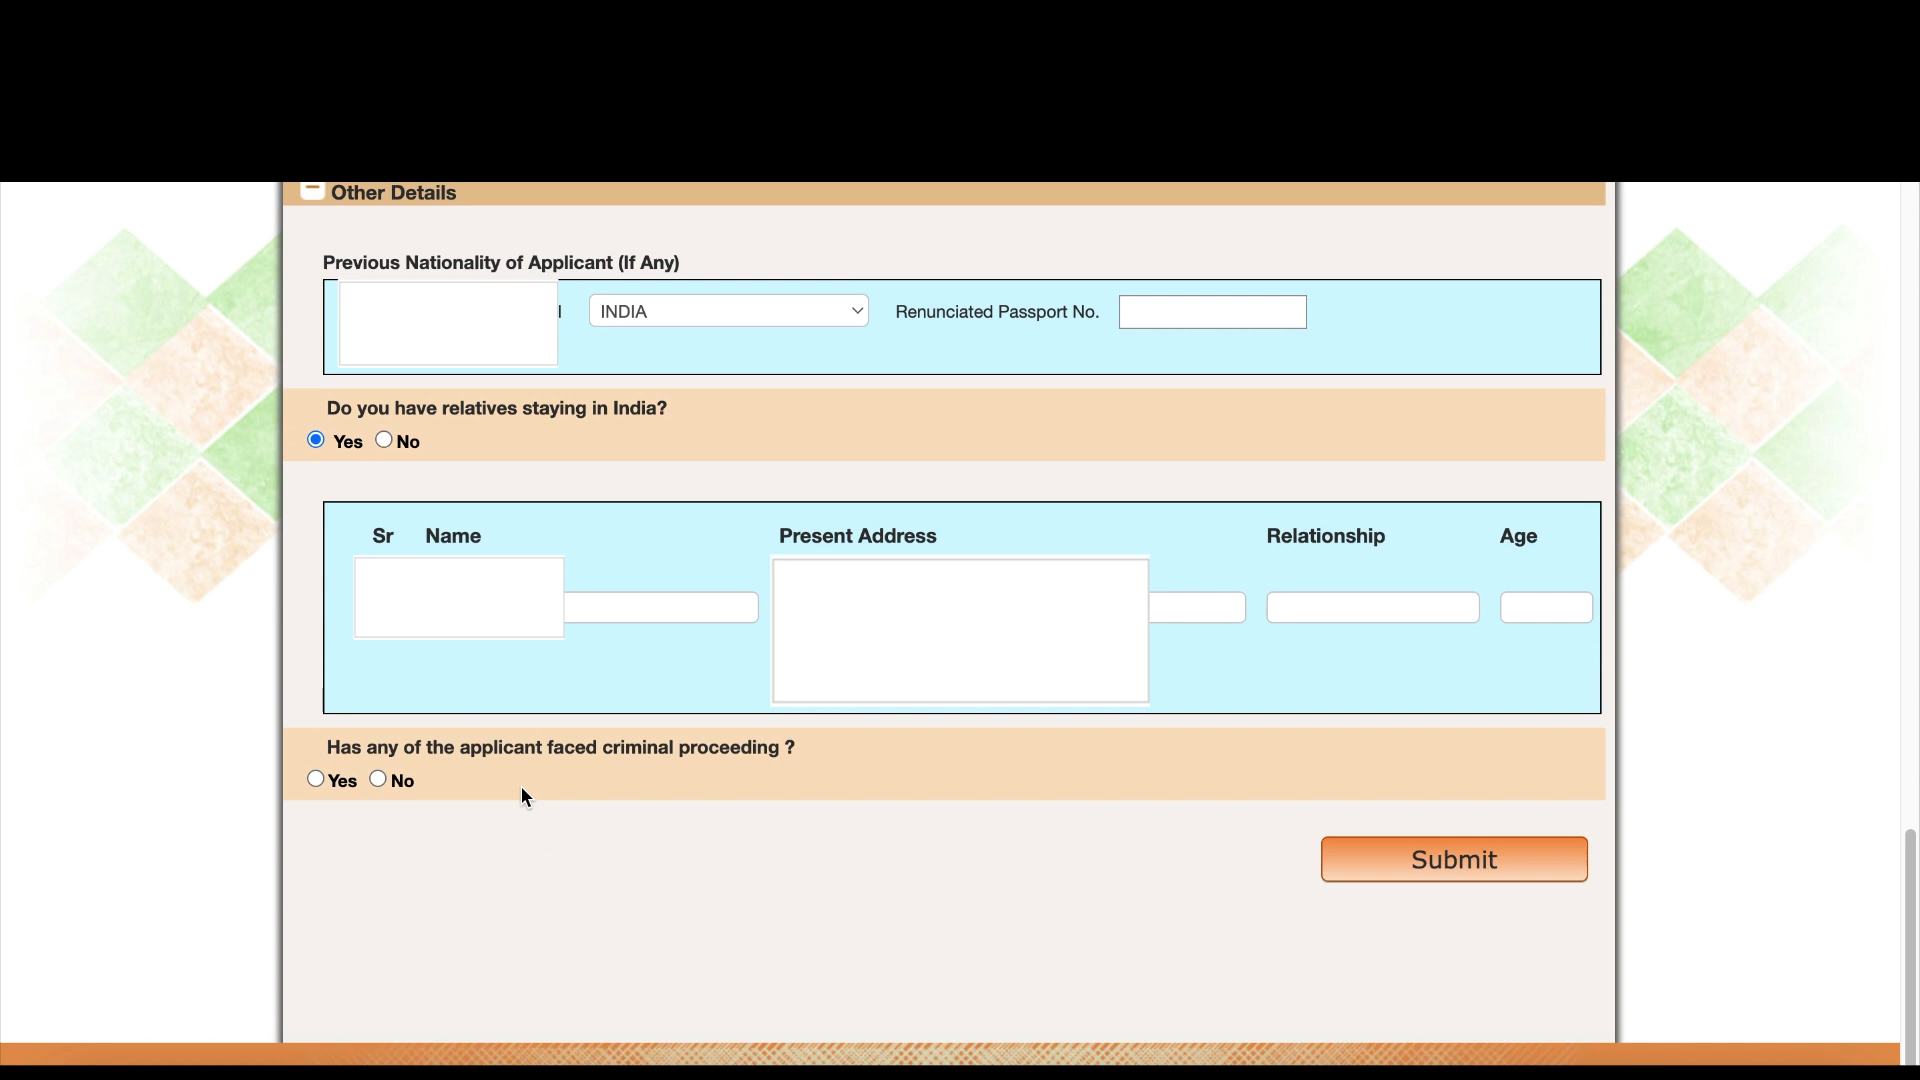 Other Details
Previous Nationality of Applicant (If Any)
INDIA Renunciated Passport No.
Do you have relatives staying in India?
Yes No
Sr Name Present Address Relationship Age
Has any of the applicant faced criminal proceeding ?
Yes No
Submit